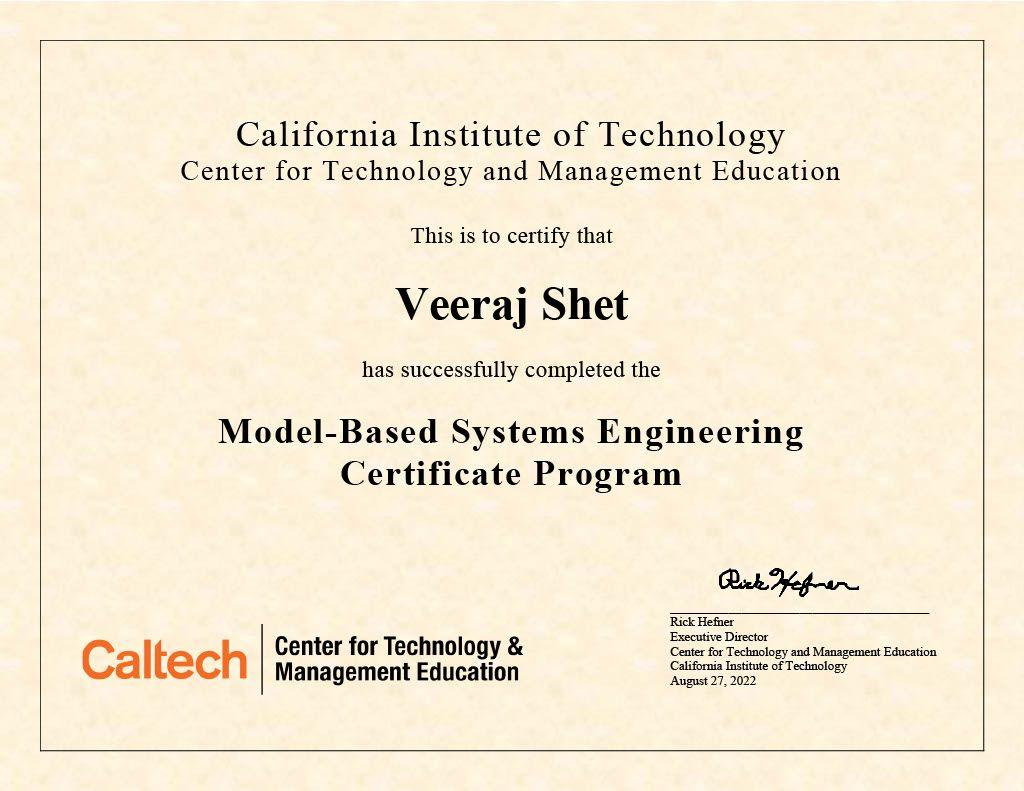 California Institute of Technology
Center for Technology and Management Education
This is to certify that
Veeraj Shet
has successfully completed the
Model-Based Systems Engineering
Certificate Program
Rick Hefner
Rick Hefner
Executive Director
Center for Technology and Management Education
California Institute of Technology
August 27, 2022
Caltech
Center for Technology &
Management Education